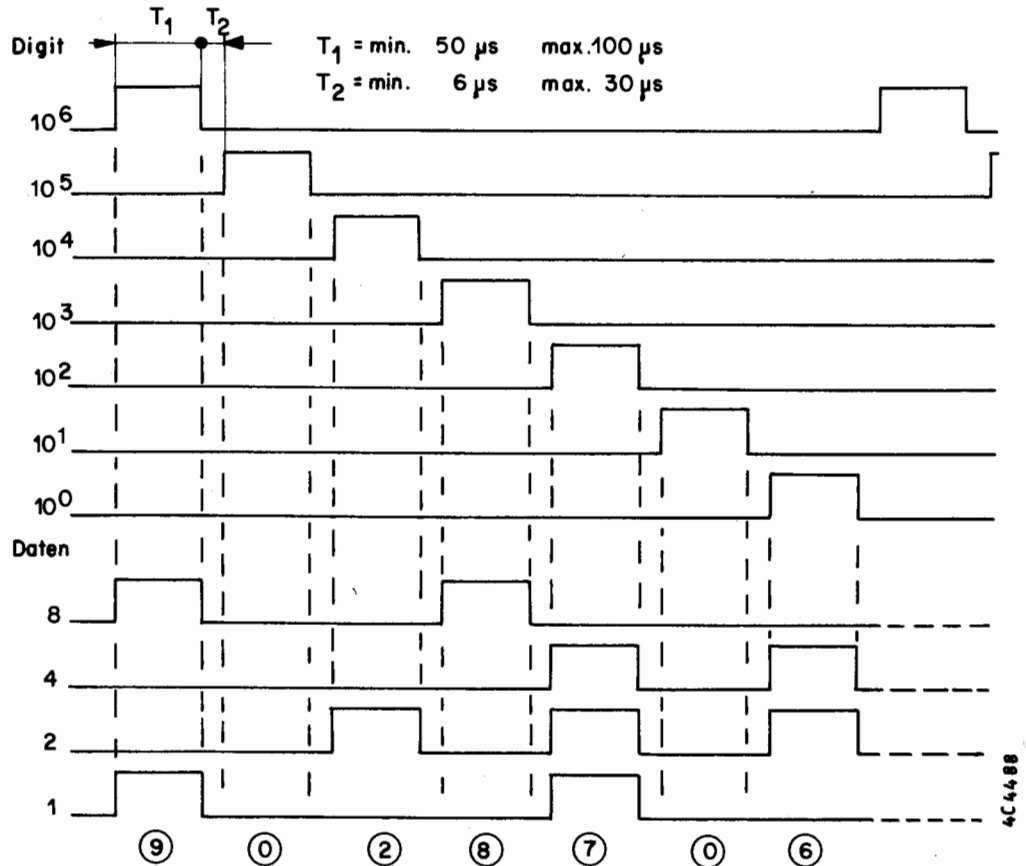 T₁ T₂
Digit
T₁ = min. 50 µs max. 100 µs
T₂ = min. 6 µs max. 30 µs
10⁶
10⁵
10⁴
10³
10²
10¹
10⁰
Daten
8
4
2
1
9 0 2 8 7 0 6
4C4488